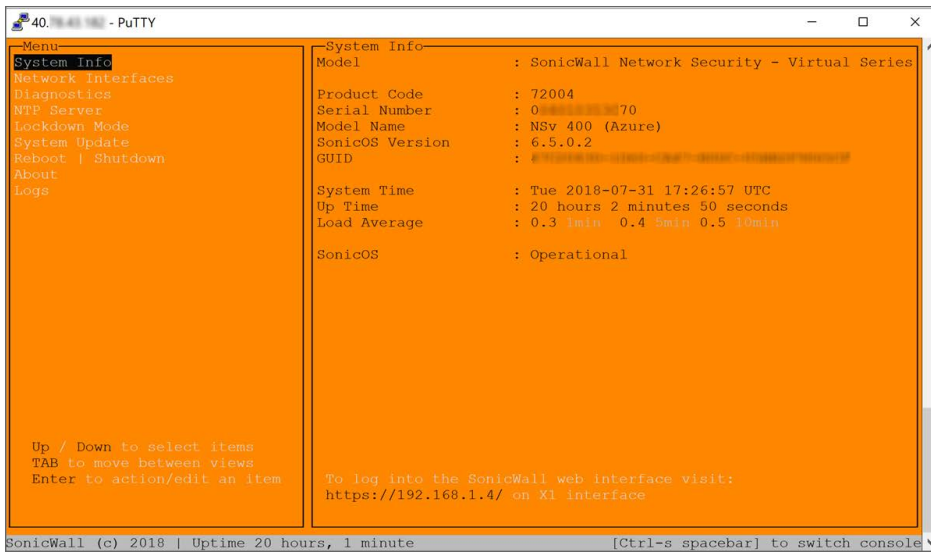 40. - PuTTY
Menu
System Info
Network Interfaces
Diagnostics
NTP Server
Lockdown Mode
System Update
Reboot | Shutdown
About
Logs
Up / Down to select items
TAB to move between views
Enter to action/edit an item
System Info
Model : SonicWall Network Security - Virtual Series
Product Code : 72004
Serial Number : 0 70
Model Name : NSv 400 (Azure)
SonicOS Version : 6.5.0.2
GUID :
System Time : Tue 2018-07-31 17:26:57 UTC
Up Time : 20 hours 2 minutes 50 seconds
Load Average : 0.3 1min 0.4 5min 0.5 10min
SonicOS : Operational
To log into the SonicWall web interface visit:
https://192.168.1.4/ on X1 interface
SonicWall (c) 2018 | Uptime 20 hours, 1 minute [Ctrl-s spacebar] to switch console